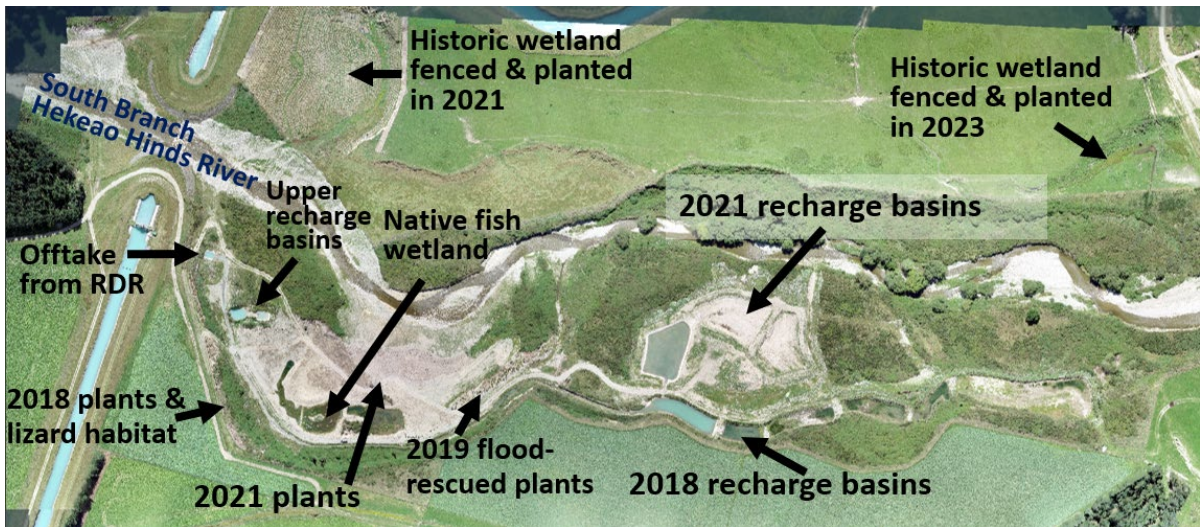 Historic wetland
fenced & planted
in 2021
Historic wetland
fenced & planted
in 2023
South Branch
Hekeao Hinds River
Upper
recharge
basins
Native fish
wetland
2021 recharge basins
Offtake
from RDR
2018 plants &
lizard habitat
2019 flood-
rescued plants
2021 plants
2018 recharge basins